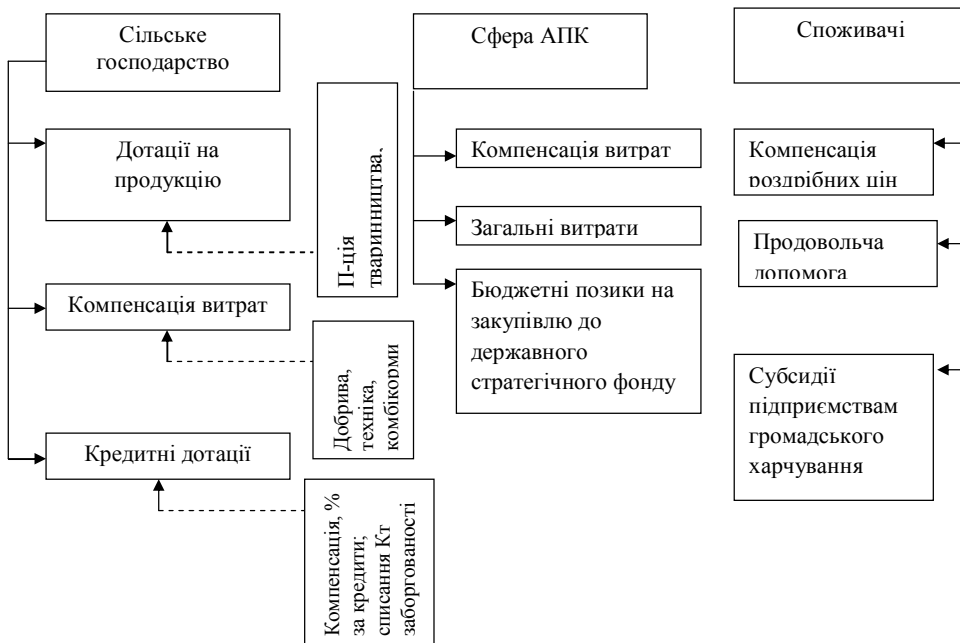 Сільське
господарство
Сфера АПК
Споживачі
Дотації на
продукцію
П-ція
тваринництва.
Компенсація витрат
Компенсація
роздрібних цін
Загальні витрати
Продовольча
допомога
Компенсація витрат
Бюджетні позики на
закупівлю до
державного
стратегічного фонду
Добрива,
техніка,
комбікорми
Субсидії
підприємствам
громадського
харчування
Кредитні дотації
Компенсація, %
за кредити;
списання Кт
заборгованості